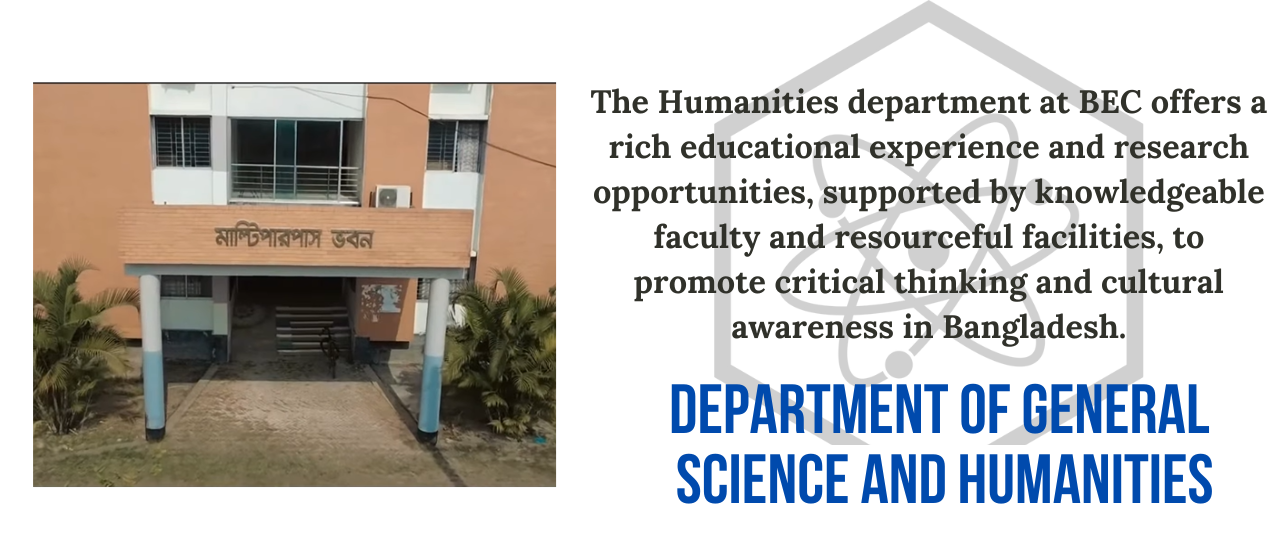 মাল্টিপারপাস ভবন
The Humanities department at BEC offers a
rich educational experience and research
opportunities, supported by knowledgeable
faculty and resourceful facilities, to
promote critical thinking and cultural
awareness in Bangladesh.
DEPARTMENT OF GENERAL
SCIENCE AND HUMANITIES